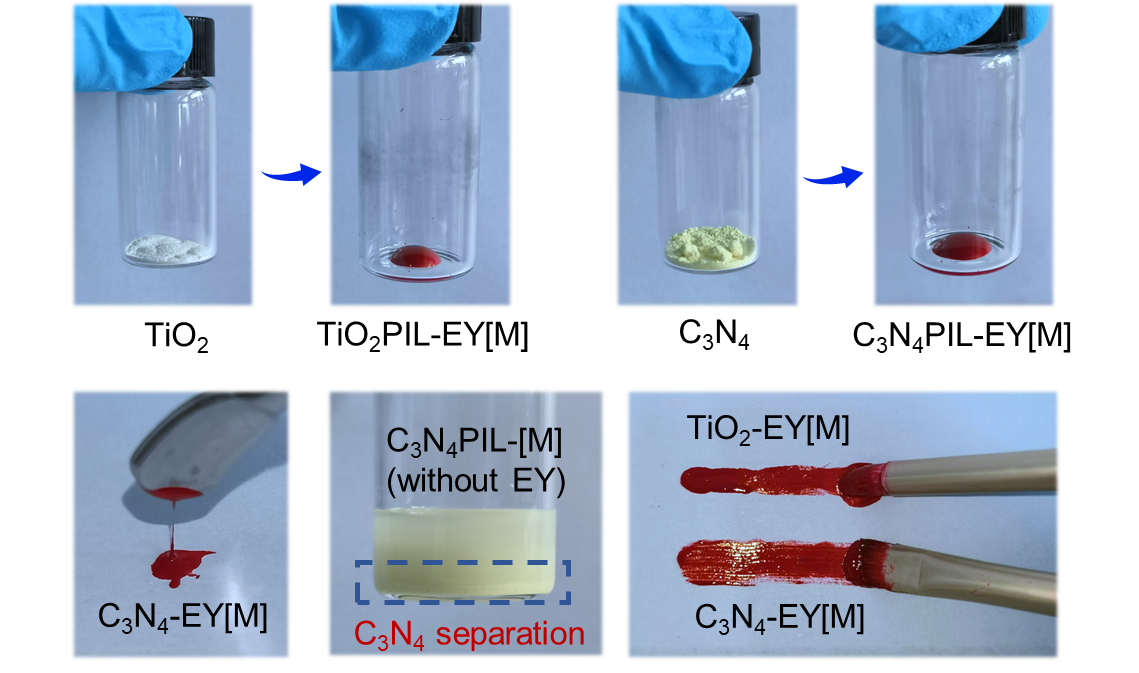 TiO₂
TiO₂PIL-EY[M]
C₃N₄
C₃N₄PIL-EY[M]
C₃N₄-EY[M]
C₃N₄PIL-[M]
(without EY)
C₃N₄ separation
TiO₂-EY[M]
C₃N₄-EY[M]